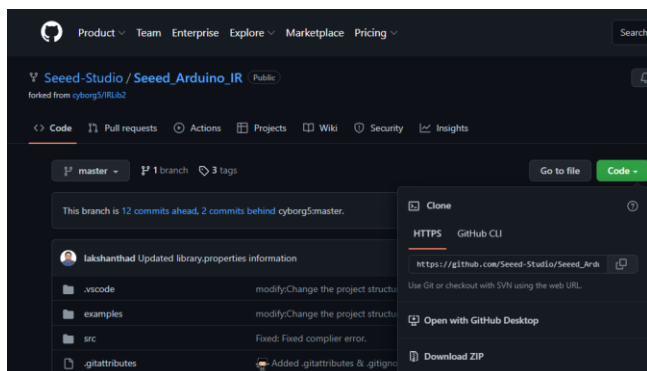 Product Team Enterprise Explore Marketplace Pricing Search
Seeed-Studio / Seeed_Arduino_IR Public
forked from cyborg5/IRLib2
<> Code Pull requests Actions Projects Wiki Security Insights
master 1 branch 3 tags Go to file Code
This branch is 12 commits ahead, 2 commits behind cyborg5:master.
Clone
HTTPS GitHub CLI
lakshanthad Updated library.properties information
https://github.com/Seeed-Studio/Seeed_Ardu
Use Git or checkout with SVN using the web URL.
.vscode modify:Change the project structu
examples modify:Change the project structu
Open with GitHub Desktop
src Fixed: Fixed complier error.
Download ZIP
.gitattributes Added .gitattributes & .gitigno